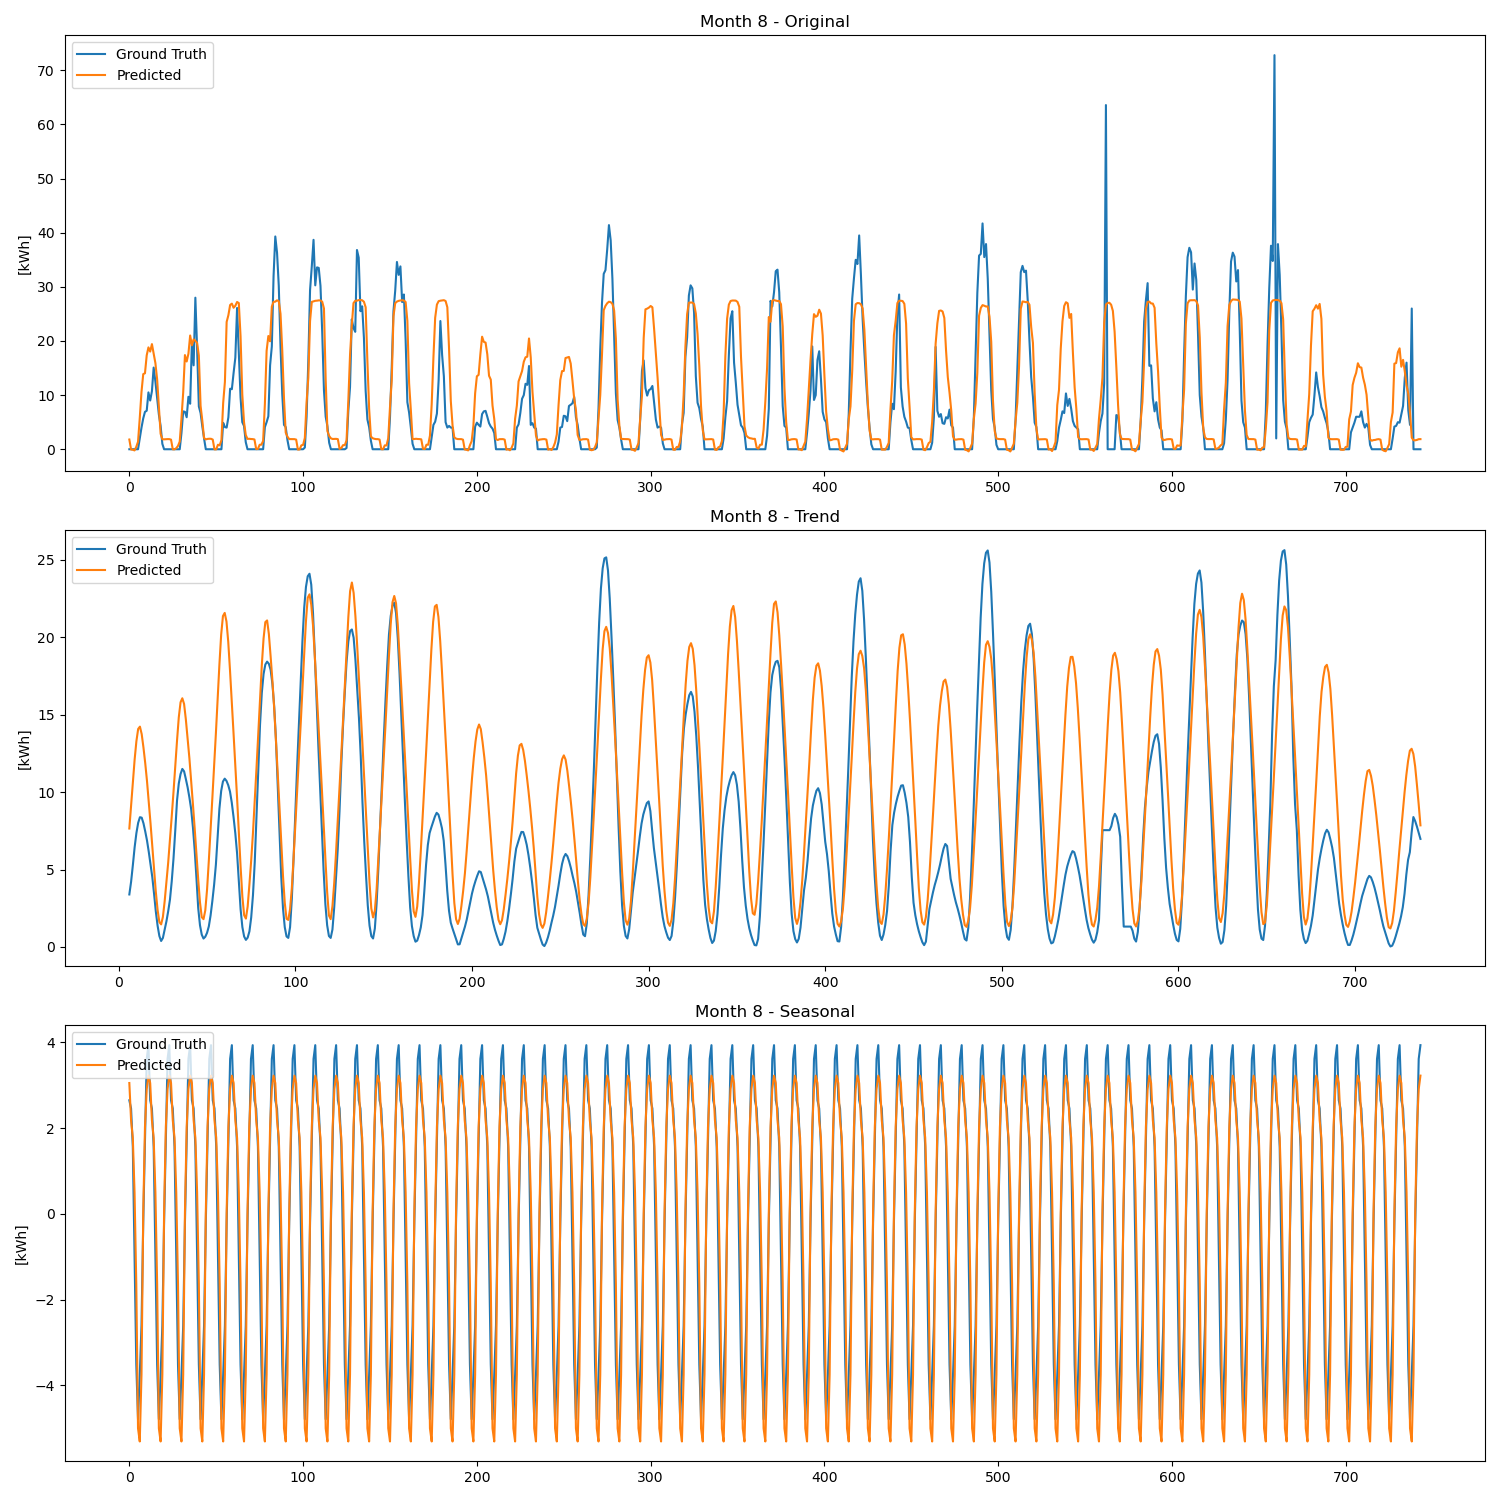 Month 8 - Original
Ground Truth
Predicted
[kWh]
70
60
50
40
30
20
10
0
0 100 200 300 400 500 600 700
Month 8 - Trend
Ground Truth
Predicted
[kWh]
25
20
15
10
5
0
0 100 200 300 400 500 600 700
Month 8 - Seasonal
Ground Truth
Predicted
[kWh]
4
2
0
−2
−4
0 100 200 300 400 500 600 700